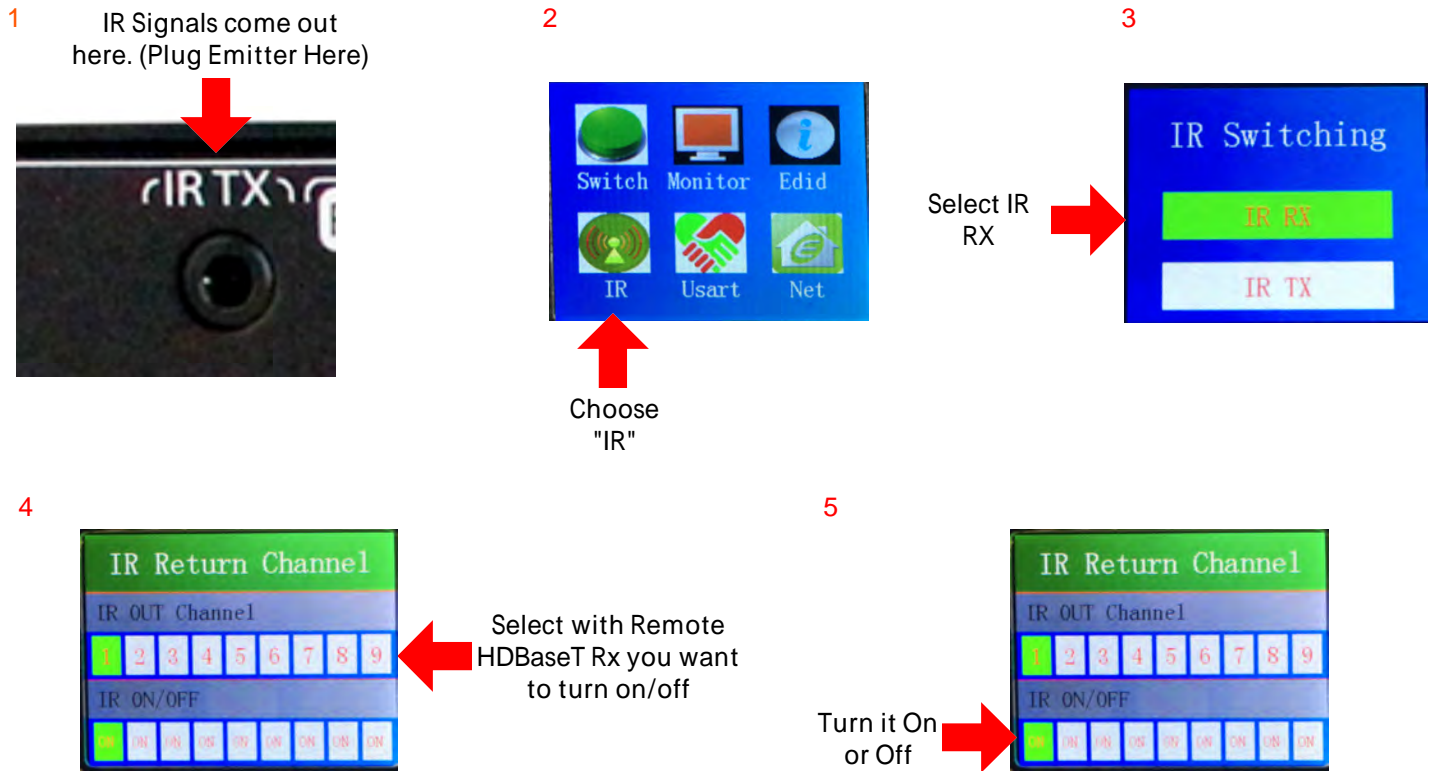 1
IR Signals come out
here. (Plug Emitter Here)
IR TX
2
Switch Monitor Edid
IR Usart Net
Choose
"IR"
3
IR Switching
Select IR
RX
IR RX
IR TX
4
IR Return Channel
IR OUT Channel
1 2 3 4 5 6 7 8 9
IR ON/OFF
ON ON ON ON ON ON ON ON ON
Select with Remote
HDBaseT Rx you want
to turn on/off
5
IR Return Channel
IR OUT Channel
1 2 3 4 5 6 7 8 9
IR ON/OFF
ON ON ON ON ON ON ON ON ON
Turn it On
or Off